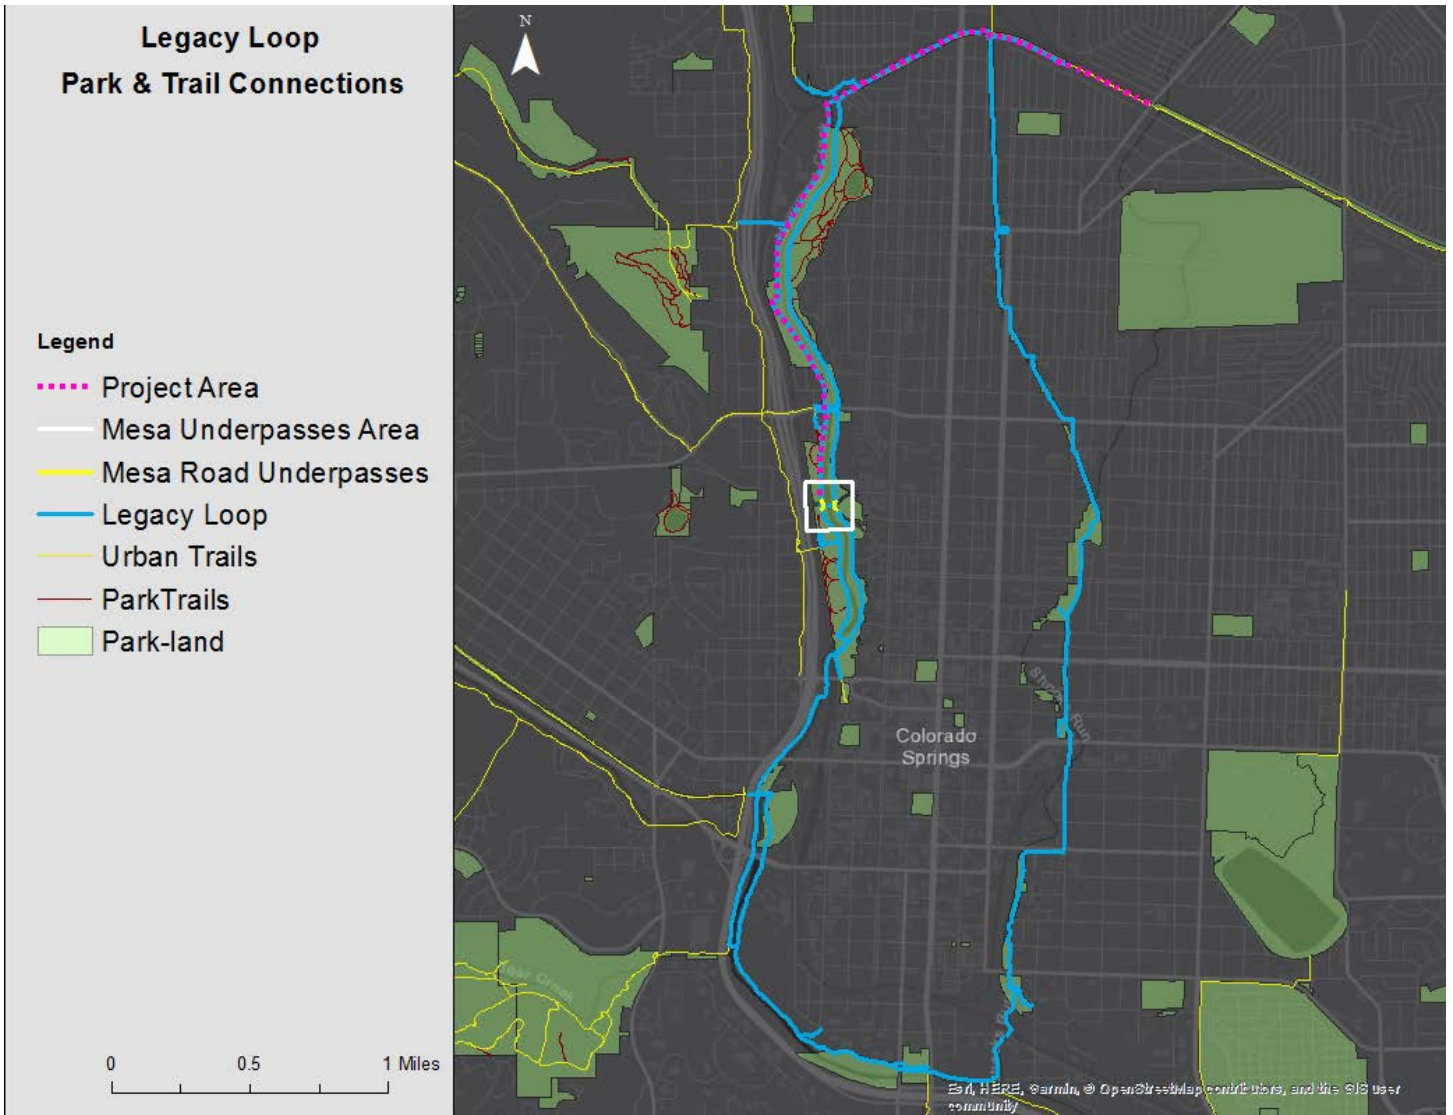 Legacy Loop
Park & Trail Connections
N
Legend
Project Area
Mesa Underpasses Area
Mesa Road Underpasses
Legacy Loop
Urban Trails
ParkTrails
Park-land
0 0.5 1 Miles
Colorado
Springs
Run
Creek
Esri, HERE, Garmin, © OpenStreetMap contributors, and the GIS user
community